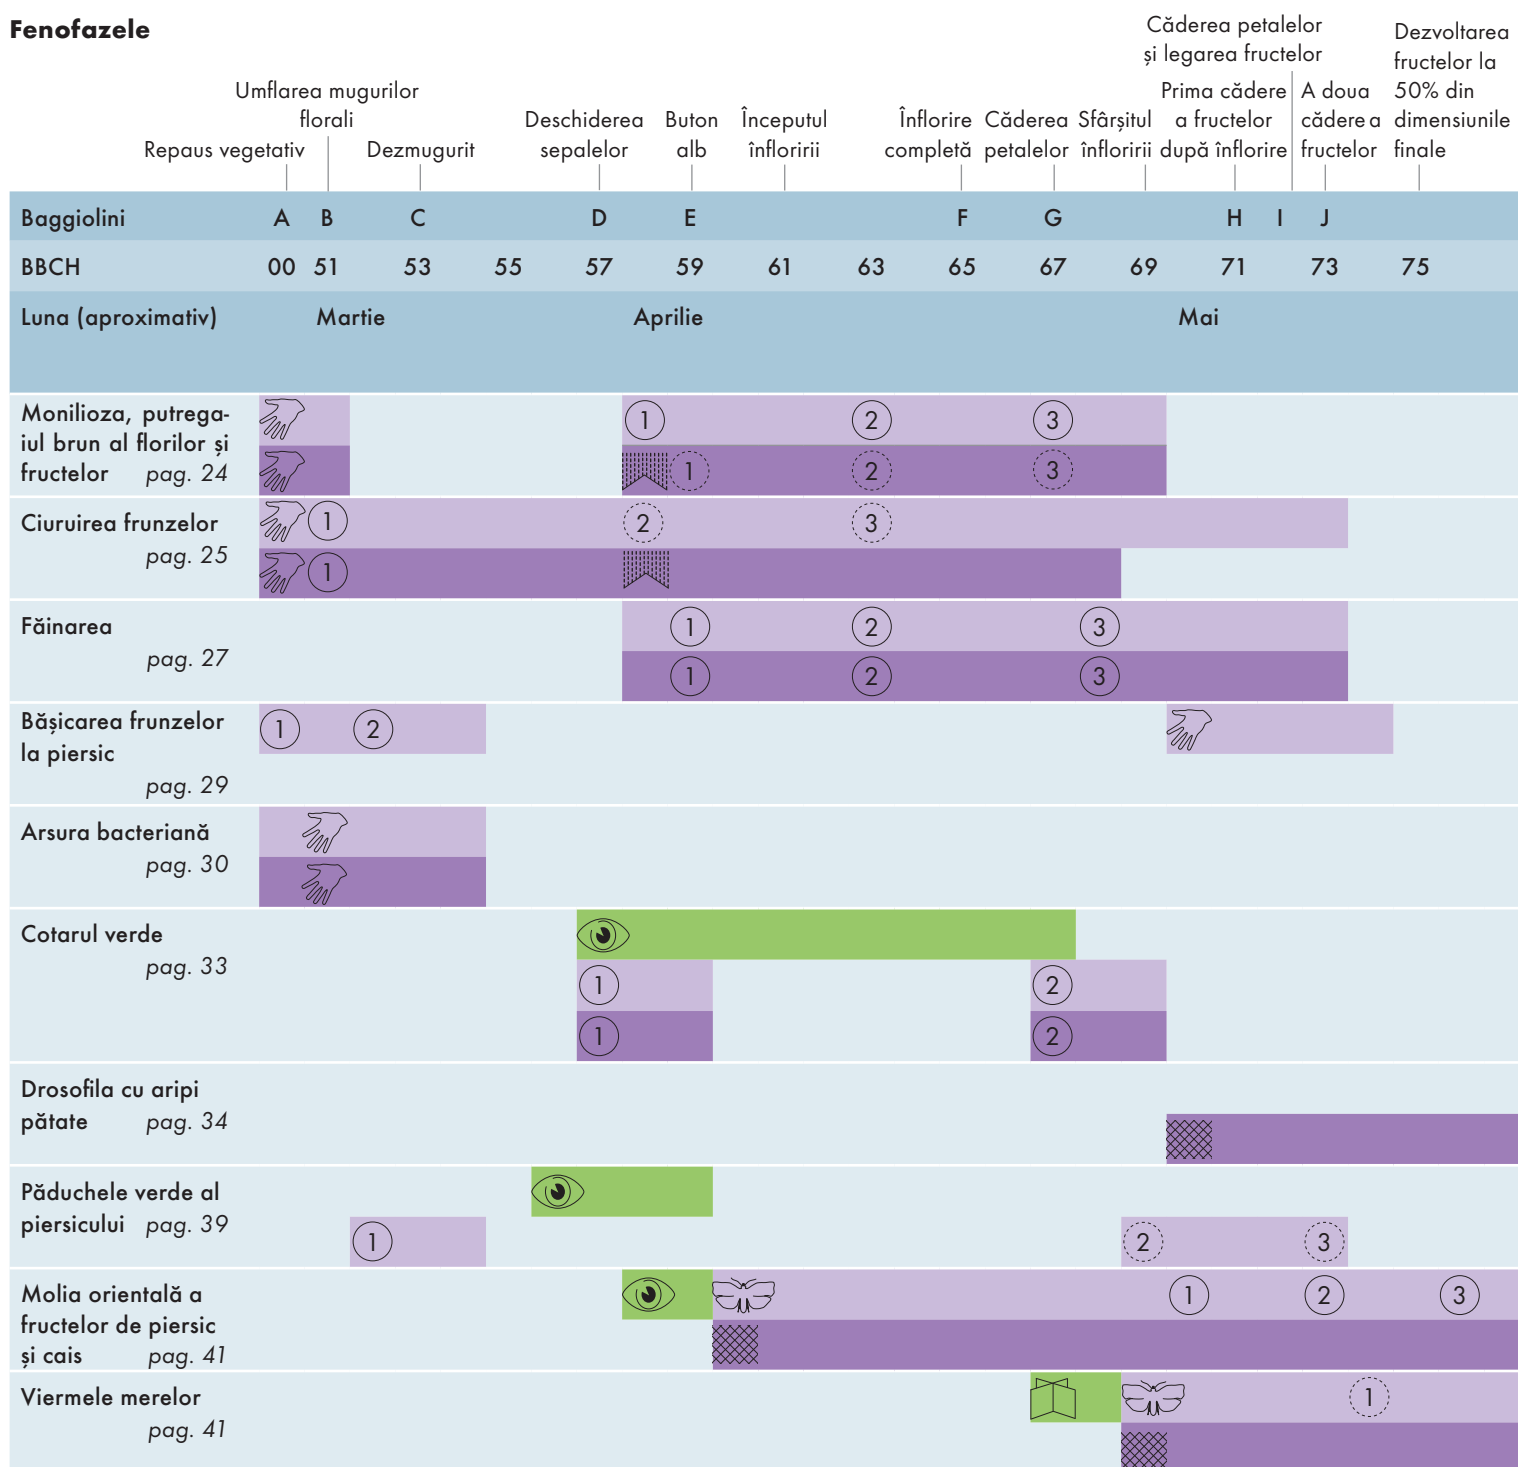 Fenofazele
Căderea petalelor
și legarea fructelor
Dezvoltarea
fructelor la
50% din
dimensiunile
finale
Umflarea mugurilor
florali
Prima cădere
a fructelor
după înflorire
A doua
cădere a
fructelor
Repaus vegetativ
Dezmugurit
Deschiderea
sepalelor
Buton
alb
Începutul
înfloririi
Înflorire
completă
Căderea
petalelor
Sfârșitul
înfloririi
Baggiolini A B C D E F G H I J
BBCH 00 51 53 55 57 59 61 63 65 67 69 71 73 75
Luna (aproximativ) Martie Aprilie Mai
Monilioza, putrega-
iul brun al florilor și
fructelor pag. 24
1 2 3
1 2 3
Ciuruirea frunzelor
pag. 25
1 2 3
1
Făinarea
pag. 27
1 2 3
1 2 3
Bășicarea frunzelor
la piersic
pag. 29
1 2
Arsura bacteriană
pag. 30
Cotarul verde
pag. 33
1 2
1 2
Drosofila cu aripi
pătate pag. 34
Păduchele verde al
piersicului pag. 39
1 2 3
Molia orientală a
fructelor de piersic
și cais pag. 41
1 2 3
Viermele merelor
pag. 41
1